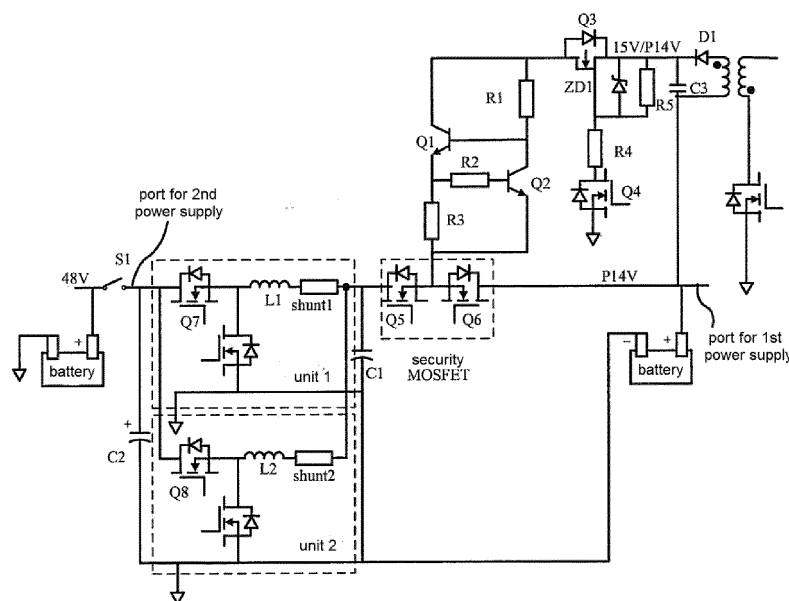 Q3
15V/P14V
D1
ZD1
R5
C3
R1
Q1
R2
Q2
R4
Q4
R3
port for 2nd
power supply
S1
48V
Q7
L1
shunt1
Q5
Q6
P14V
port for 1st
power supply
+
battery
unit 1
C1
security
MOSFET
− +
battery
+
C2
Q8
L2
shunt2
unit 2